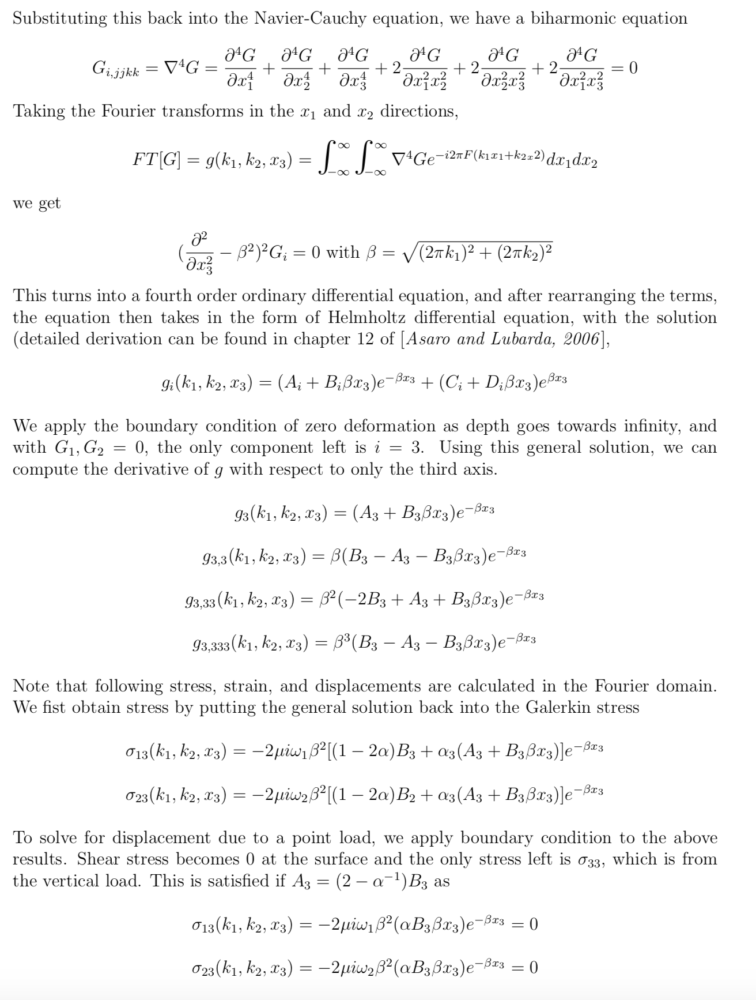 Substituting this back into the Navier-Cauchy equation, we have a biharmonic equation
$G_{i,jjkk} = \nabla^4 G = \frac{\partial^4 G}{\partial x_1^4} + \frac{\partial^4 G}{\partial x_2^4} + \frac{\partial^4 G}{\partial x_3^4} + 2\frac{\partial^4 G}{\partial x_1^2 x_2^2} + 2\frac{\partial^4 G}{\partial x_2^2 x_3^2} + 2\frac{\partial^4 G}{\partial x_1^2 x_3^2} = 0$
Taking the Fourier transforms in the $x_1$ and $x_2$ directions,
$FT[G] = g(k_1, k_2, x_3) = \int_{-\infty}^{\infty} \int_{-\infty}^{\infty} \nabla^4 G e^{-i2\pi F(k_1 x_1 + k_{2x} 2)} dx_1 dx_2$
we get
$(\frac{\partial^2}{\partial x_3^2} - \beta^2)^2 G_i = 0$ with $\beta = \sqrt{(2\pi k_1)^2 + (2\pi k_2)^2}$
This turns into a fourth order ordinary differential equation, and after rearranging the terms,
the equation then takes in the form of Helmholtz differential equation, with the solution
(detailed derivation can be found in chapter 12 of [Asaro and Lubarda, 2006],
$g_i(k_1, k_2, x_3) = (A_i + B_i \beta x_3)e^{-\beta x_3} + (C_i + D_i \beta x_3)e^{\beta x_3}$
We apply the boundary condition of zero deformation as depth goes towards infinity, and
with $G_1, G_2 = 0$, the only component left is $i = 3$. Using this general solution, we can
compute the derivative of $g$ with respect to only the third axis.
$g_3(k_1, k_2, x_3) = (A_3 + B_3 \beta x_3)e^{-\beta x_3}$
$g_{3,3}(k_1, k_2, x_3) = \beta(B_3 - A_3 - B_3 \beta x_3)e^{-\beta x_3}$
$g_{3,33}(k_1, k_2, x_3) = \beta^2(-2B_3 + A_3 + B_3 \beta x_3)e^{-\beta x_3}$
$g_{3,333}(k_1, k_2, x_3) = \beta^3(B_3 - A_3 - B_3 \beta x_3)e^{-\beta x_3}$
Note that following stress, strain, and displacements are calculated in the Fourier domain.
We fist obtain stress by putting the general solution back into the Galerkin stress
$\sigma_{13}(k_1, k_2, x_3) = -2\mu i\omega_1 \beta^2[(1 - 2\alpha)B_3 + \alpha_3(A_3 + B_3 \beta x_3)]e^{-\beta x_3}$
$\sigma_{23}(k_1, k_2, x_3) = -2\mu i\omega_2 \beta^2[(1 - 2\alpha)B_2 + \alpha_3(A_3 + B_3 \beta x_3)]e^{-\beta x_3}$
To solve for displacement due to a point load, we apply boundary condition to the above
results. Shear stress becomes 0 at the surface and the only stress left is $\sigma_{33}$, which is from
the vertical load. This is satisfied if $A_3 = (2 - \alpha^{-1})B_3$ as
$\sigma_{13}(k_1, k_2, x_3) = -2\mu i\omega_1 \beta^2(\alpha B_3 \beta x_3)e^{-\beta x_3} = 0$
$\sigma_{23}(k_1, k_2, x_3) = -2\mu i\omega_2 \beta^2(\alpha B_3 \beta x_3)e^{-\beta x_3} = 0$